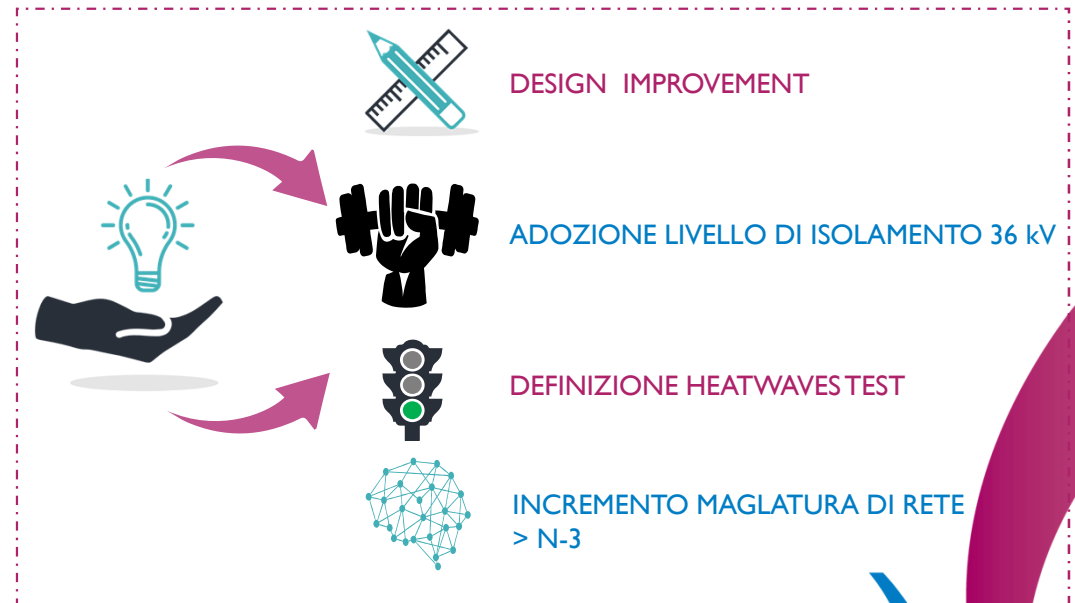 DESIGN IMPROVEMENT
ADOZIONE LIVELLO DI ISOLAMENTO 36 kV
DEFINIZIONE HEATWAVES TEST
INCREMENTO MAGLATURA DI RETE
> N-3